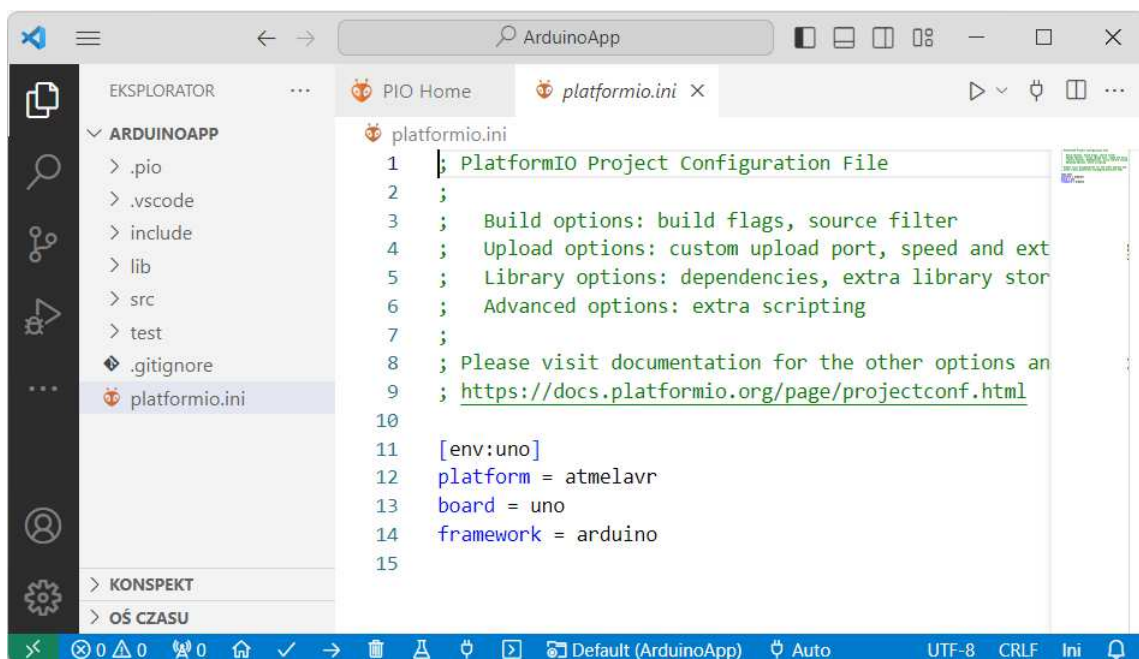 ArduinoApp
EKSPLORATOR
ARDUINOAPP
.pio
.vscode
include
lib
src
test
.gitignore
platformio.ini
KONSPEKT
OŚ CZASU
PIO Home
platformio.ini
platformio.ini
1 ; PlatformIO Project Configuration File
2 ;
3 ;   Build options: build flags, source filter
4 ;   Upload options: custom upload port, speed and ext
5 ;   Library options: dependencies, extra library stor
6 ;   Advanced options: extra scripting
7 ;
8 ; Please visit documentation for the other options an
9 ; https://docs.platformio.org/page/projectconf.html
10
11 [env:uno]
12 platform = atmelavr
13 board = uno
14 framework = arduino
15
0 0 0 Default (ArduinoApp) Auto UTF-8 CRLF Ini